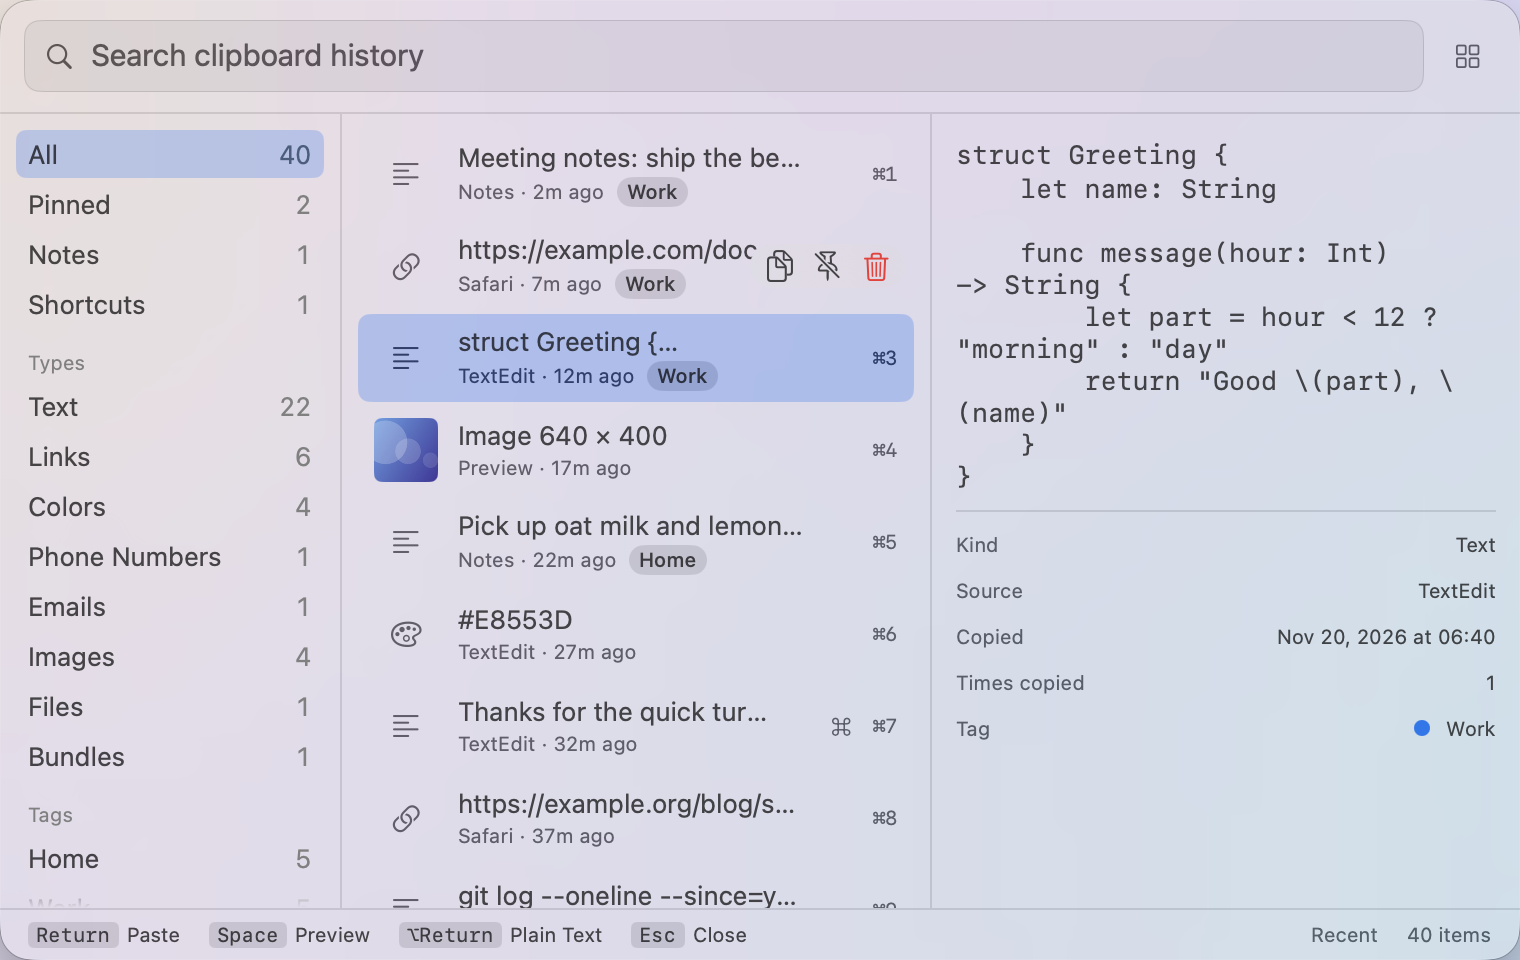 Search clipboard history
All 40
Pinned 2
Notes 1
Shortcuts 1
Types
Text 22
Links 6
Colors 4
Phone Numbers 1
Emails 1
Images 4
Files 1
Bundles 1
Tags
Home 5
Work 5
Meeting notes: ship the be...
Notes · 2m ago Work
⌘1
https://example.com/doc
Safari · 7m ago Work
struct Greeting {...
TextEdit · 12m ago Work
⌘3
Image 640 × 400
Preview · 17m ago
⌘4
Pick up oat milk and lemon...
Notes · 22m ago Home
⌘5
#E8553D
TextEdit · 27m ago
⌘6
Thanks for the quick tur...
TextEdit · 32m ago
⌘ ⌘7
https://example.org/blog/s...
Safari · 37m ago
⌘8
git log --oneline --since=y...
⌘9
struct Greeting {
    let name: String
    func message(hour: Int)
-> String {
        let part = hour < 12 ?
"morning" : "day"
        return "Good \(part), \
(name)"
    }
}
Kind Text
Source TextEdit
Copied Nov 20, 2026 at 06:40
Times copied 1
Tag Work
Return Paste Space Preview ⌥Return Plain Text Esc Close
Recent 40 items